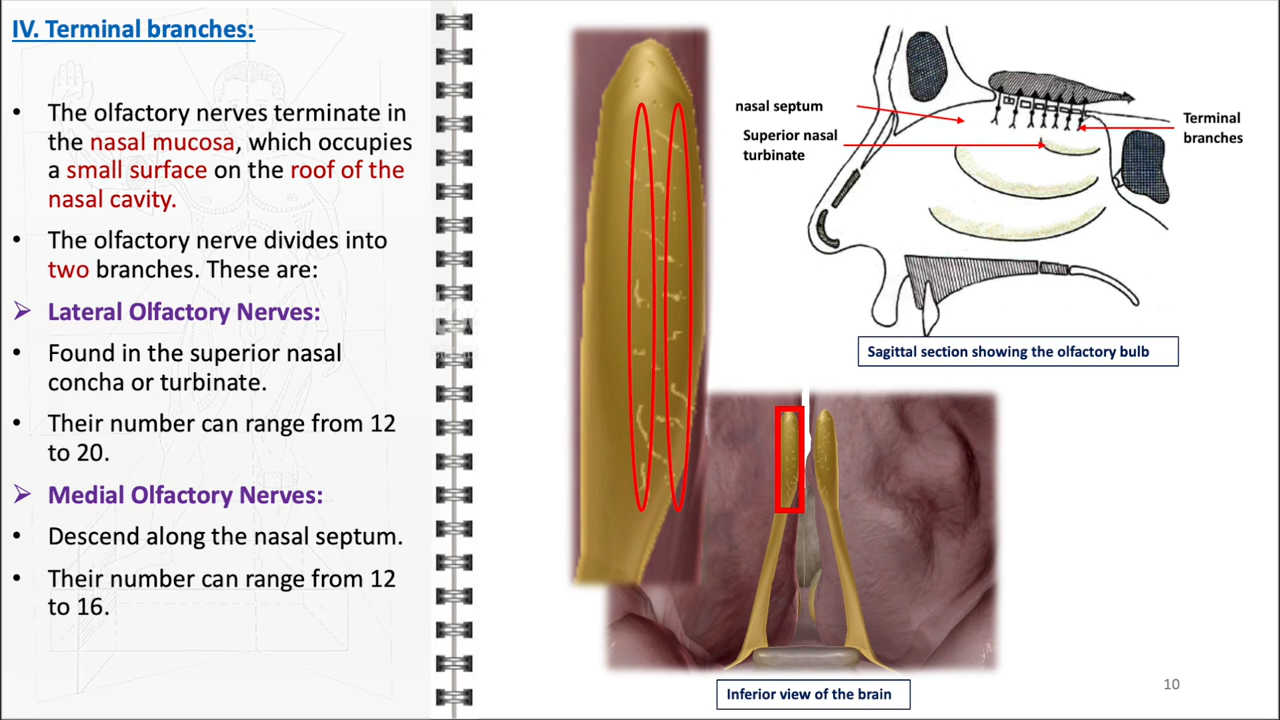 IV. Terminal branches:
• The olfactory nerves terminate in
the nasal mucosa, which occupies
a small surface on the roof of the
nasal cavity.
• The olfactory nerve divides into
two branches. These are:
➢ Lateral Olfactory Nerves:
• Found in the superior nasal
concha or turbinate.
• Their number can range from 12
to 20.
➢ Medial Olfactory Nerves:
• Descend along the nasal septum.
• Their number can range from 12
to 16.
nasal septum
Superior nasal
turbinate
Terminal
branches
Sagittal section showing the olfactory bulb
Inferior view of the brain
10